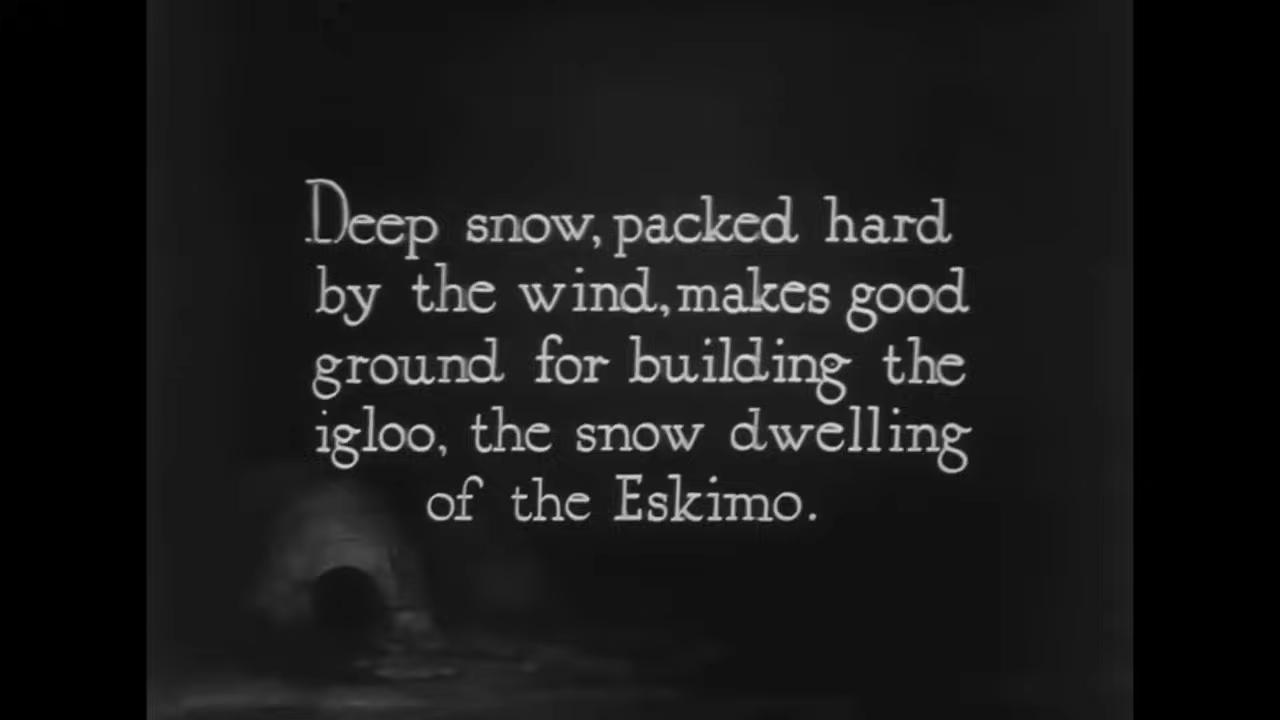 Deep snow, packed hard
by the wind, makes good
ground for building the
igloo, the snow dwelling
of the Eskimo.